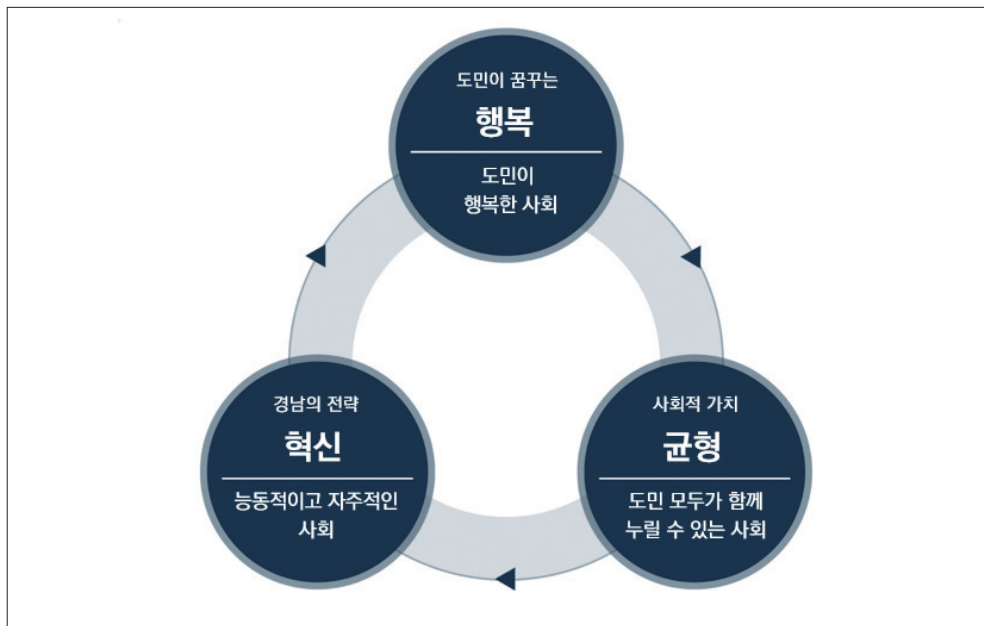 도민이 꿈꾸는
행복
도민이
행복한 사회
경남의 전략
혁신
능동적이고 자주적인
사회
사회적 가치
균형
도민 모두가 함께
누릴 수 있는 사회